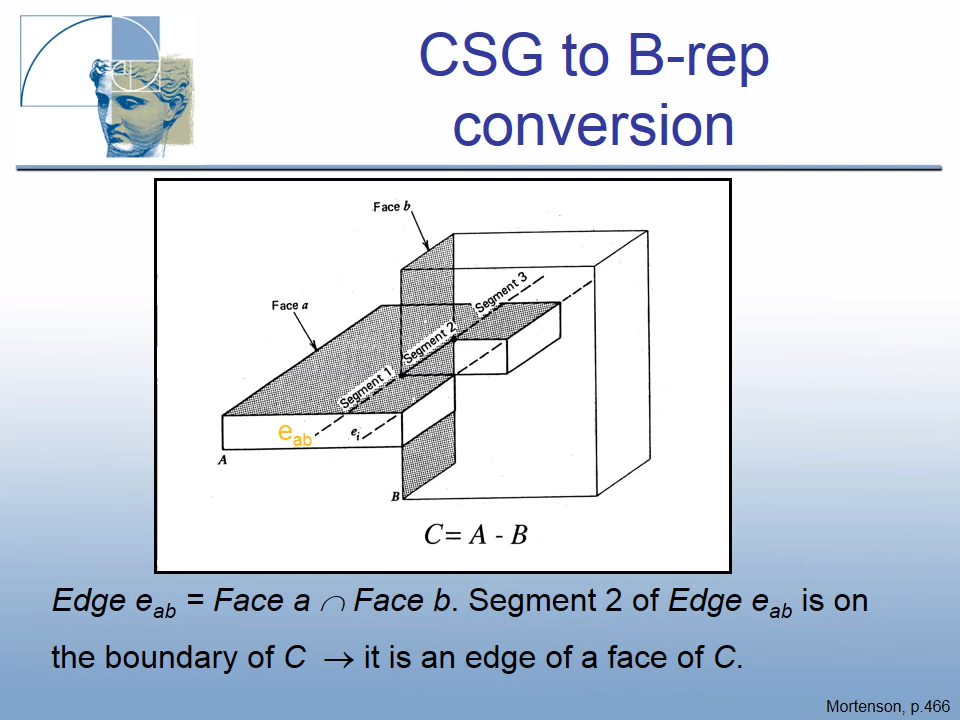 CSG to B-rep
conversion
Face b
Face a
Segment 3
Segment 2
Segment 1
eab
ei
A
B
C= A - B
Edge eab = Face a ∩ Face b. Segment 2 of Edge eab is on
the boundary of C → it is an edge of a face of C.
Mortenson, p.466